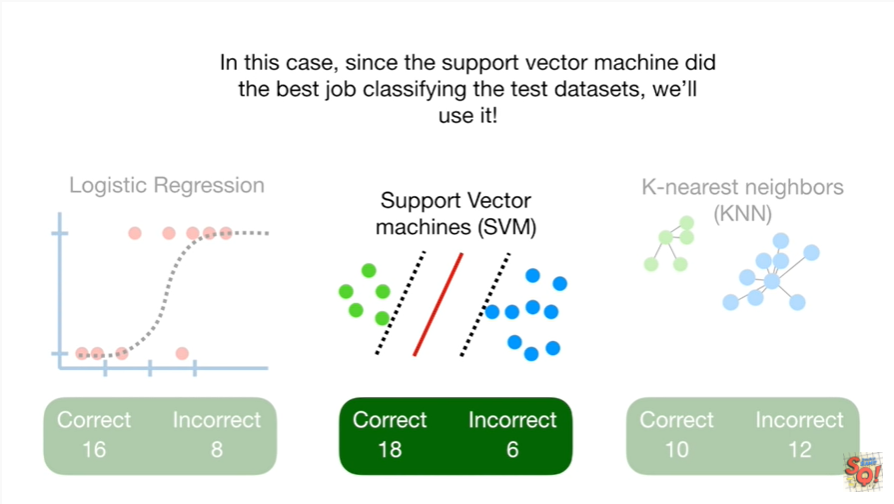 In this case, since the support vector machine did
the best job classifying the test datasets, we'll
use it!
Logistic Regression
Support Vector
machines (SVM)
K-nearest neighbors
(KNN)
Correct Incorrect
16 8
Correct Incorrect
18 6
Correct Incorrect
10 12
SQ!